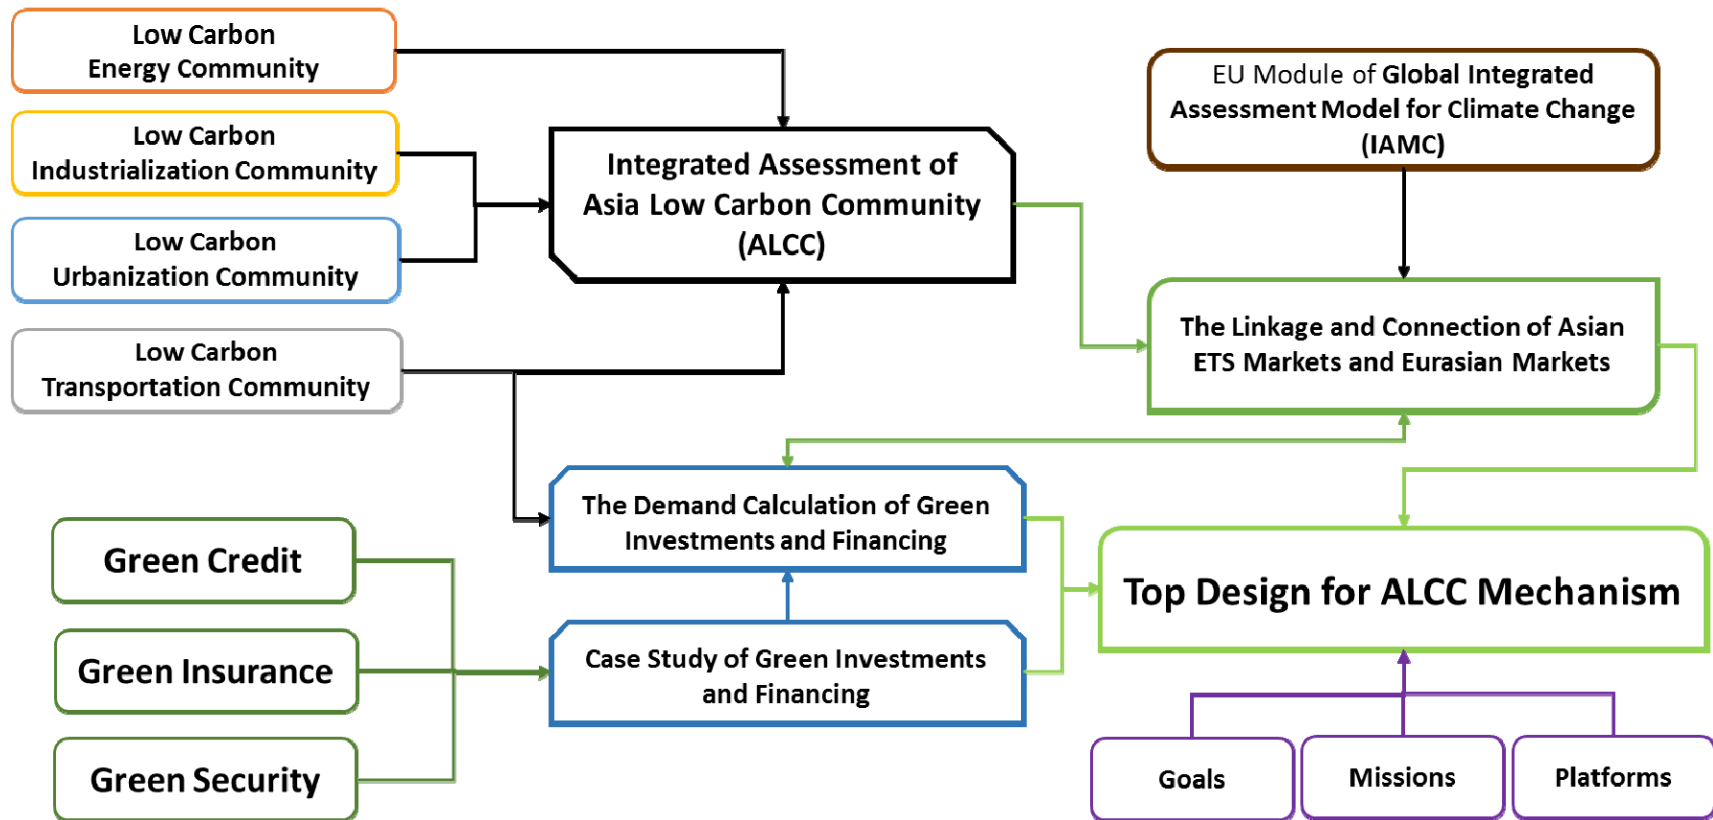 Low Carbon
Energy Community
Low Carbon
Industrialization Community
Low Carbon
Urbanization Community
Low Carbon
Transportation Community
Integrated Assessment of
Asia Low Carbon Community
(ALCC)
EU Module of Global Integrated
Assessment Model for Climate Change
(IAMC)
The Linkage and Connection of Asian
ETS Markets and Eurasian Markets
The Demand Calculation of Green
Investments and Financing
Green Credit
Green Insurance
Green Security
Case Study of Green Investments
and Financing
Top Design for ALCC Mechanism
Goals
Missions
Platforms